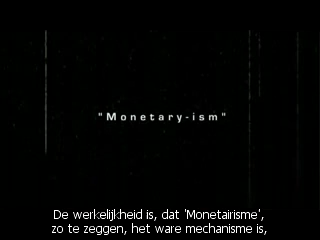 "Monetary-ism"
De werkelijkheid is, dat 'Monetairisme',
zo te zeggen, het ware mechanisme is,